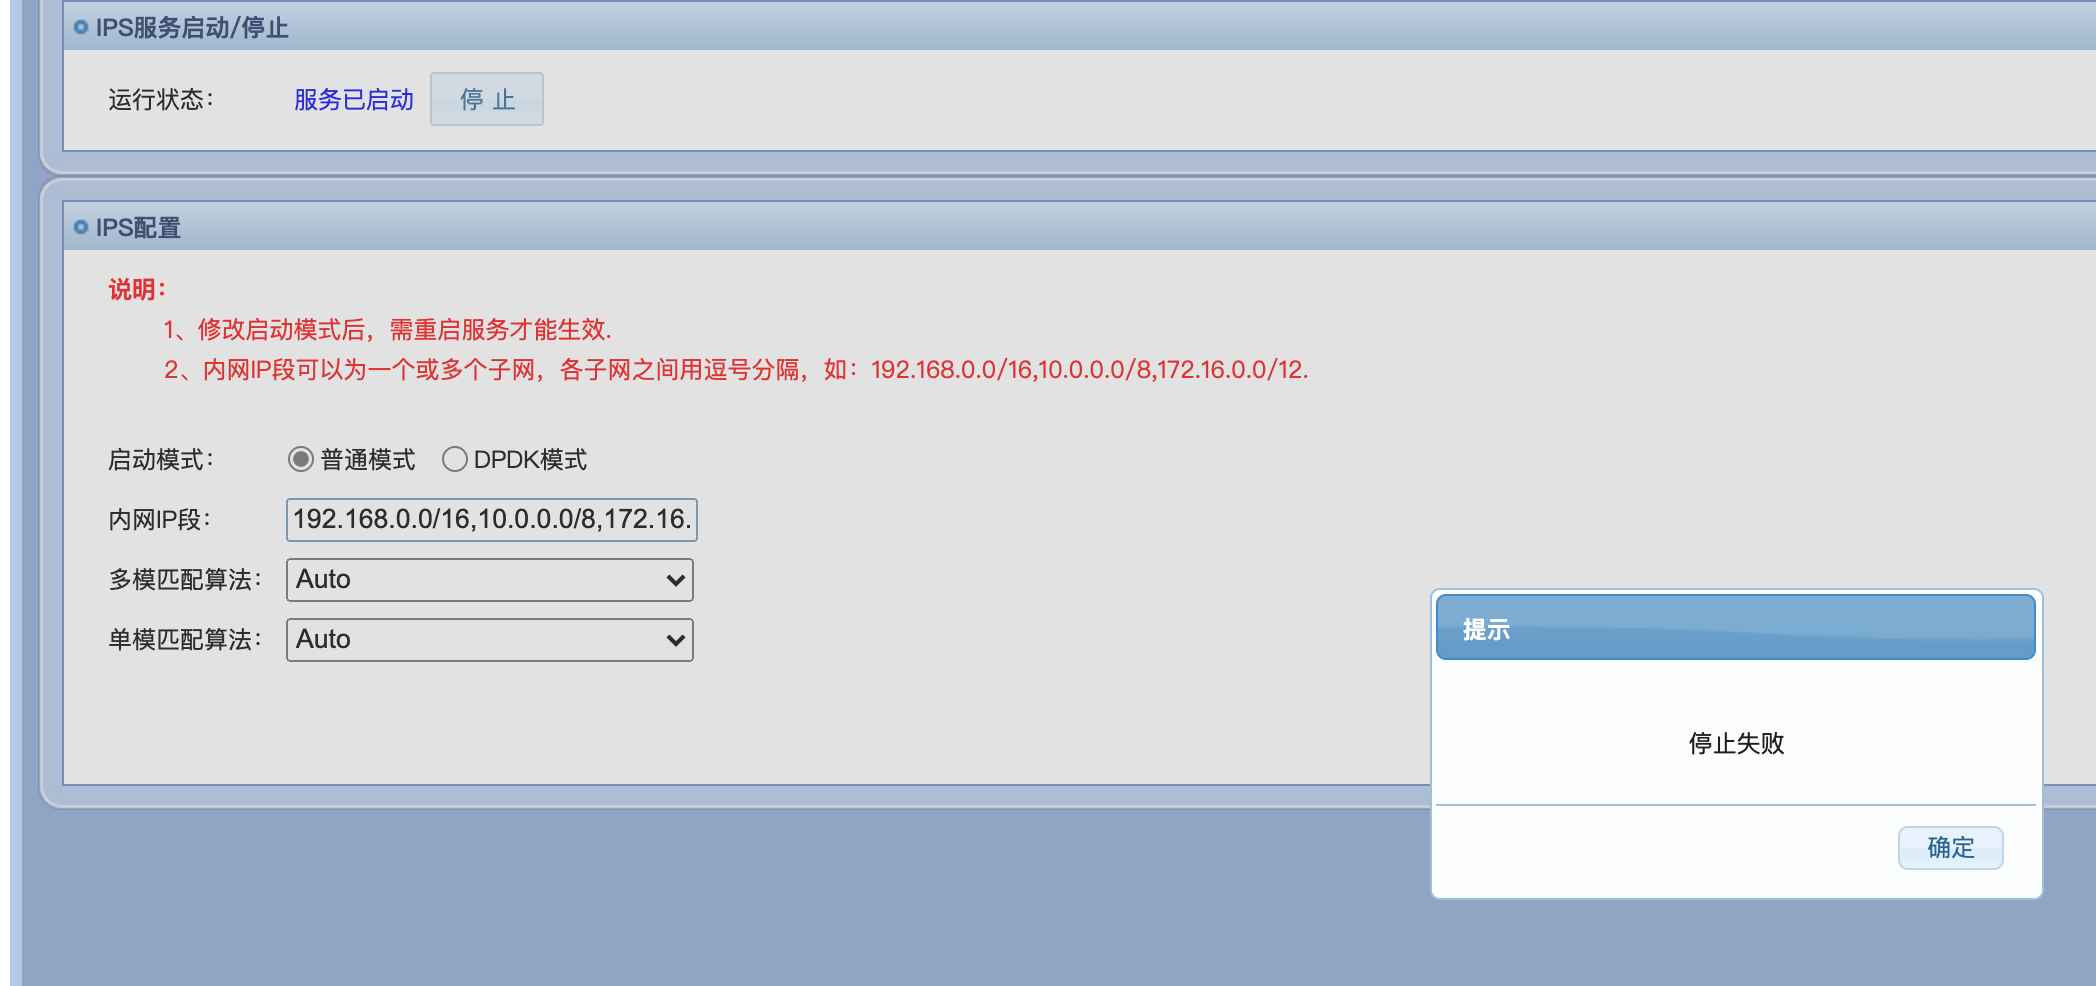 IPS服务启动/停止
运行状态： 服务已启动 停 止
IPS配置
说明：
1、修改启动模式后，需重启服务才能生效.
2、内网IP段可以为一个或多个子网，各子网之间用逗号分隔，如：192.168.0.0/16,10.0.0.0/8,172.16.0.0/12.
启动模式： 普通模式 DPDK模式
内网IP段： 192.168.0.0/16,10.0.0.0/8,172.16.
多模匹配算法： Auto
单模匹配算法： Auto
提示
停止失败
确定